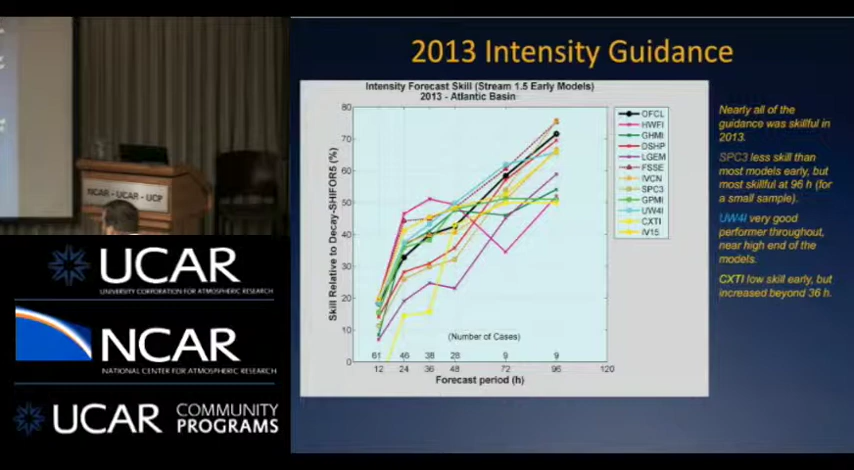 2013 Intensity Guidance
Intensity Forecast Skill (Stream 1.5 Early Models)
2013 - Atlantic Basin
Skill Relative to Decay-SHIFOR5 (%)
80
70
60
50
40
30
20
10
0
OFCL
HWFI
GHMI
DSHP
LGEM
FSSE
IVCN
SPC3
GPMI
UW4I
CXTI
IV15
(Number of Cases)
61 46 38 28 9 9
12 24 36 48 72 96 120
Forecast period (h)
Nearly all of the
guidance was skillful in
2013.
SPC3 less skill than
most models early, but
most skillful at 96 h (for
a small sample).
UW4I very good
performer throughout,
near high end of the
models.
CXTI low skill early, but
increased beyond 36 h.
NCAR - UCAR - UCP
UCAR
UNIVERSITY CORPORATION FOR ATMOSPHERIC RESEARCH
NCAR
NATIONAL CENTER FOR ATMOSPHERIC RESEARCH
UCAR COMMUNITY
PROGRAMS